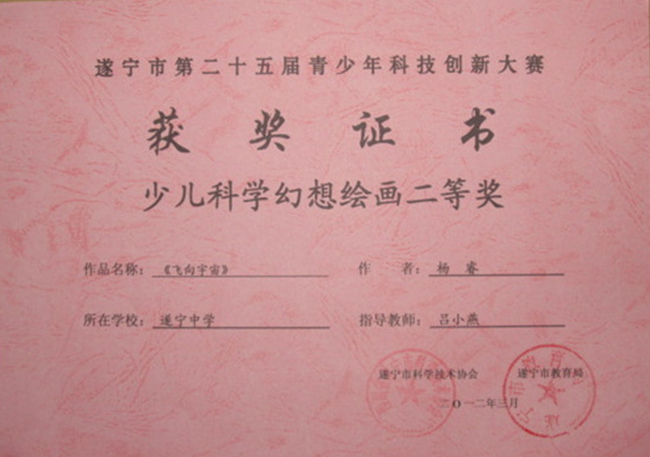 遂宁市第二十五届青少年科技创新大赛
获奖证书
少儿科学幻想绘画二等奖
作品名称：《飞向宇宙》 作 者：杨 睿
所在学校：遂宁中学 指导教师：吕小燕
遂宁市科学技术协会 遂宁市教育局
二〇一二年三月